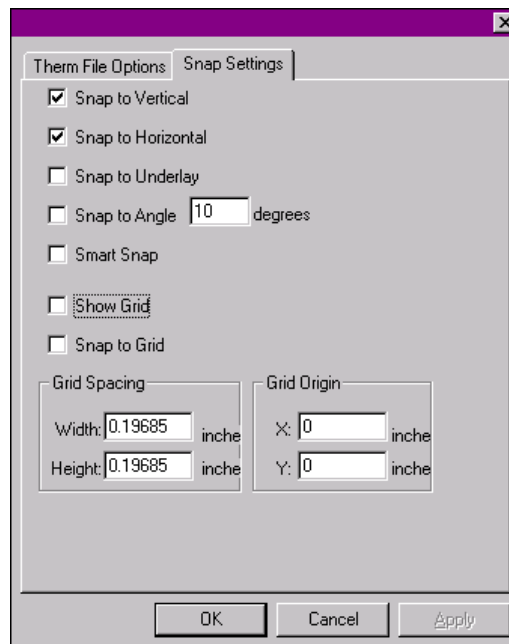 Therm File Options Snap Settings
Snap to Vertical
Snap to Horizontal
Snap to Underlay
Snap to Angle 10 degrees
Smart Snap
Show Grid
Snap to Grid
Grid Spacing Grid Origin
Width: 0.19685 inche X: 0 inche
Height: 0.19685 inche Y: 0 inche
OK Cancel Apply